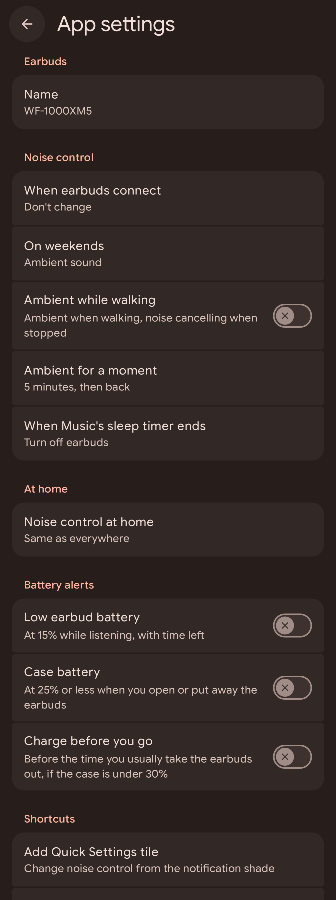 App settings
Earbuds
Name
WF-1000XM5
Noise control
When earbuds connect
Don't change
On weekends
Ambient sound
Ambient while walking
Ambient when walking, noise cancelling when
stopped
Ambient for a moment
5 minutes, then back
When Music's sleep timer ends
Turn off earbuds
At home
Noise control at home
Same as everywhere
Battery alerts
Low earbud battery
At 15% while listening, with time left
Case battery
At 25% or less when you open or put away the
earbuds
Charge before you go
Before the time you usually take the earbuds
out, if the case is under 30%
Shortcuts
Add Quick Settings tile
Change noise control from the notification shade